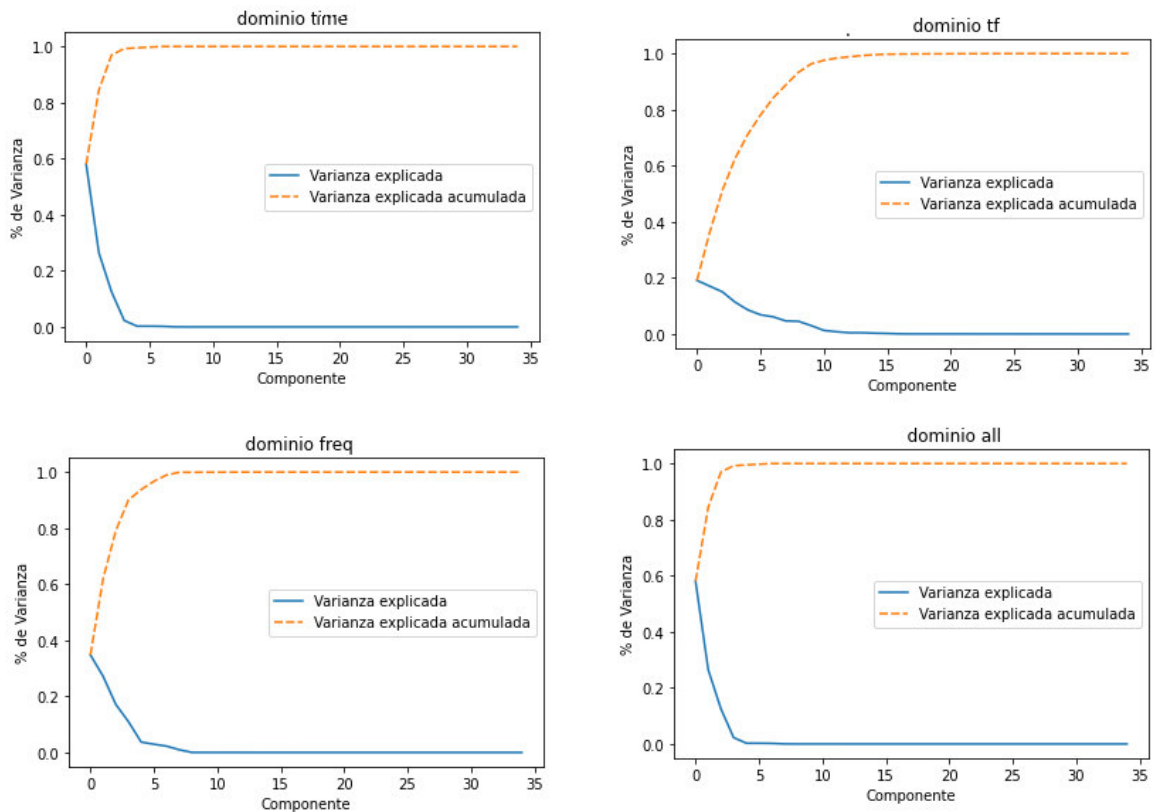 dominio time
1.0
0.8
0.6
0.4
0.2
0.0
% de Varianza
Varianza explicada
Varianza explicada acumulada
0 5 10 15 20 25 30 35
Componente
dominio tf
1.0
0.8
0.6
0.4
0.2
0.0
% de Varianza
Varianza explicada
Varianza explicada acumulada
0 5 10 15 20 25 30 35
Componente
dominio freq
1.0
0.8
0.6
0.4
0.2
0.0
% de Varianza
Varianza explicada
Varianza explicada acumulada
0 5 10 15 20 25 30 35
Componente
dominio all
1.0
0.8
0.6
0.4
0.2
0.0
% de Varianza
Varianza explicada
Varianza explicada acumulada
0 5 10 15 20 25 30 35
Componente